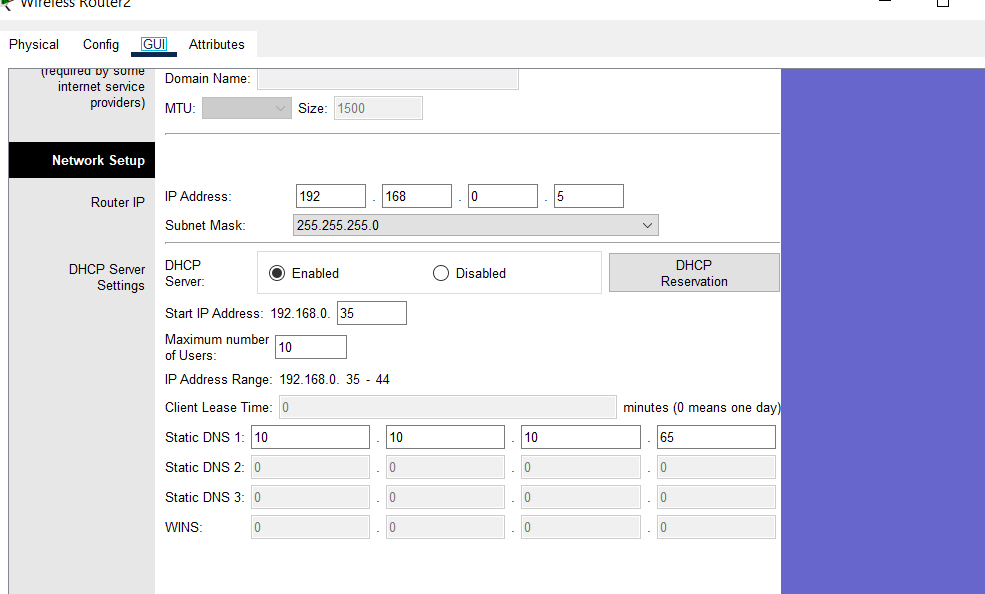 Wireless Router2
Physical Config GUI Attributes
(required by some
internet service
providers)
Domain Name:
MTU: Size: 1500
Network Setup
Router IP
IP Address: 192 . 168 . 0 . 5
Subnet Mask: 255.255.255.0
DHCP Server
Settings
DHCP
Server:
Enabled Disabled
DHCP
Reservation
Start IP Address: 192.168.0. 35
Maximum number
of Users: 10
IP Address Range: 192.168.0. 35 - 44
Client Lease Time: 0 minutes (0 means one day)
Static DNS 1: 10 . 10 . 10 . 65
Static DNS 2: 0 . 0 . 0 . 0
Static DNS 3: 0 . 0 . 0 . 0
WINS: 0 . 0 . 0 . 0